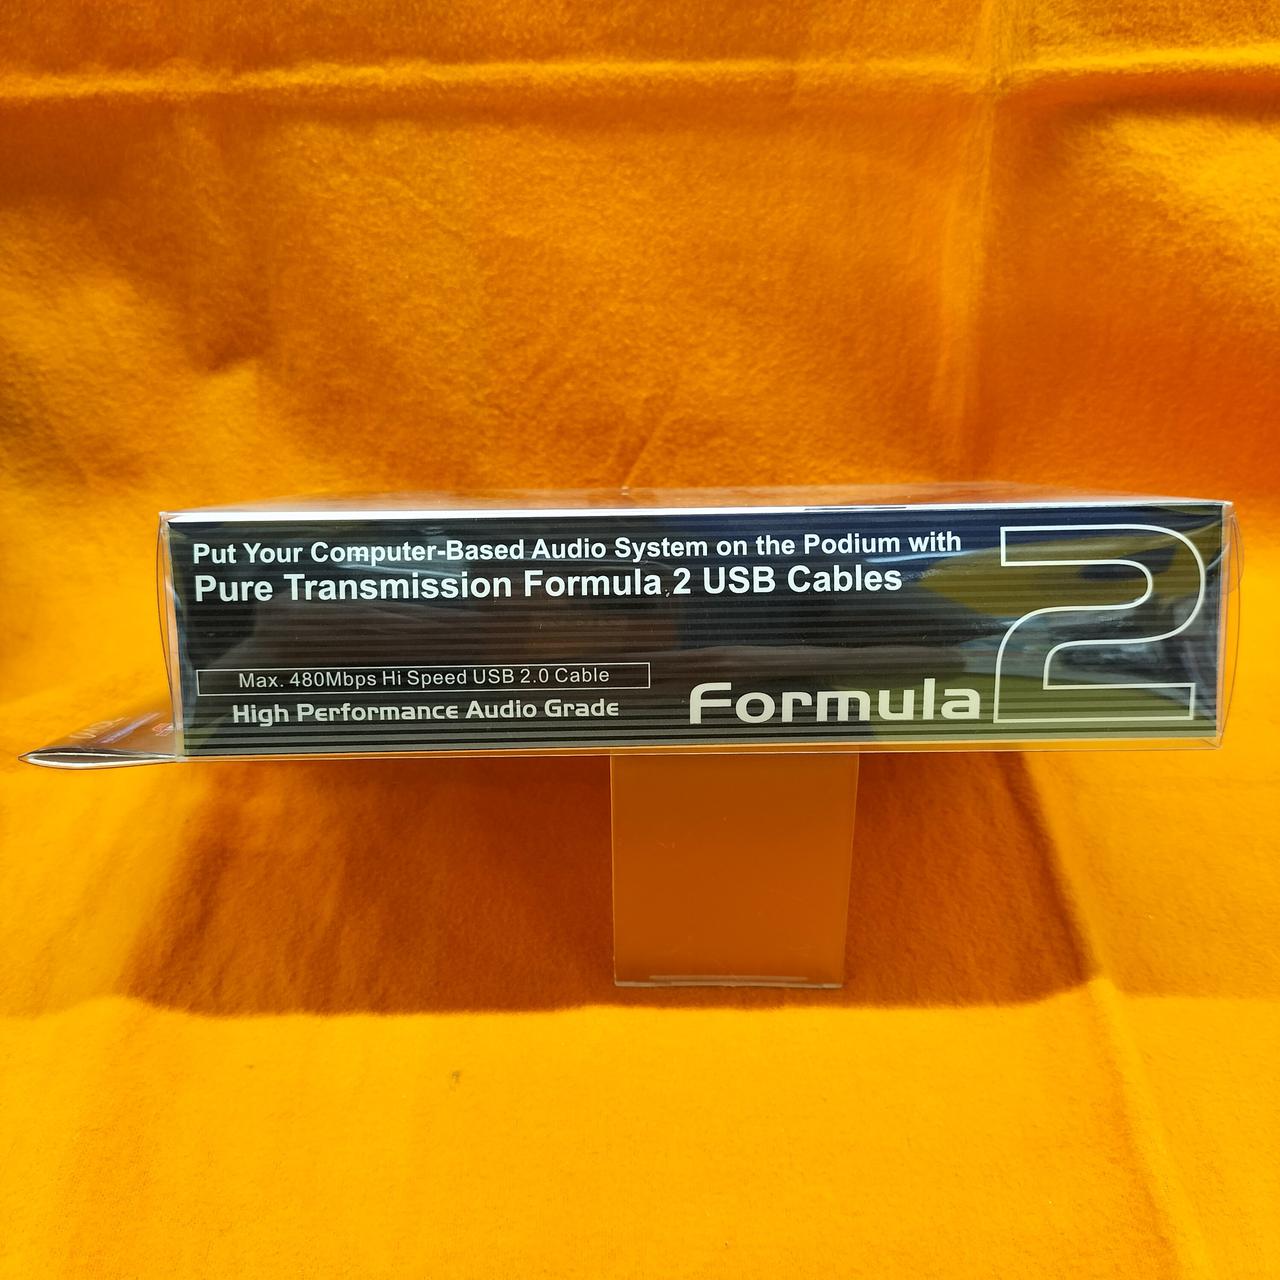 Put Your Computer-Based Audio System on the Podium with
Pure Transmission Formula 2 USB Cables
Max. 480Mbps Hi Speed USB 2.0 Cable
High Performance Audio Grade
Formula 2